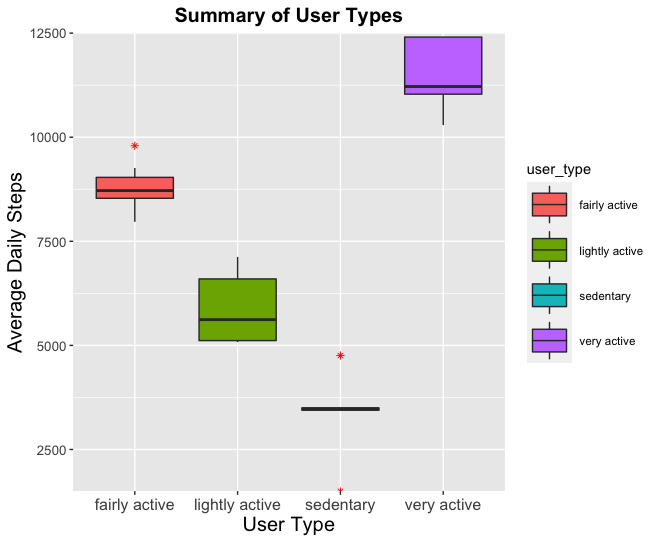 Summary of User Types
12500
10000
7500
5000
2500
Average Daily Steps
fairly active
lightly active
sedentary
very active
User Type
user_type
fairly active
lightly active
sedentary
very active